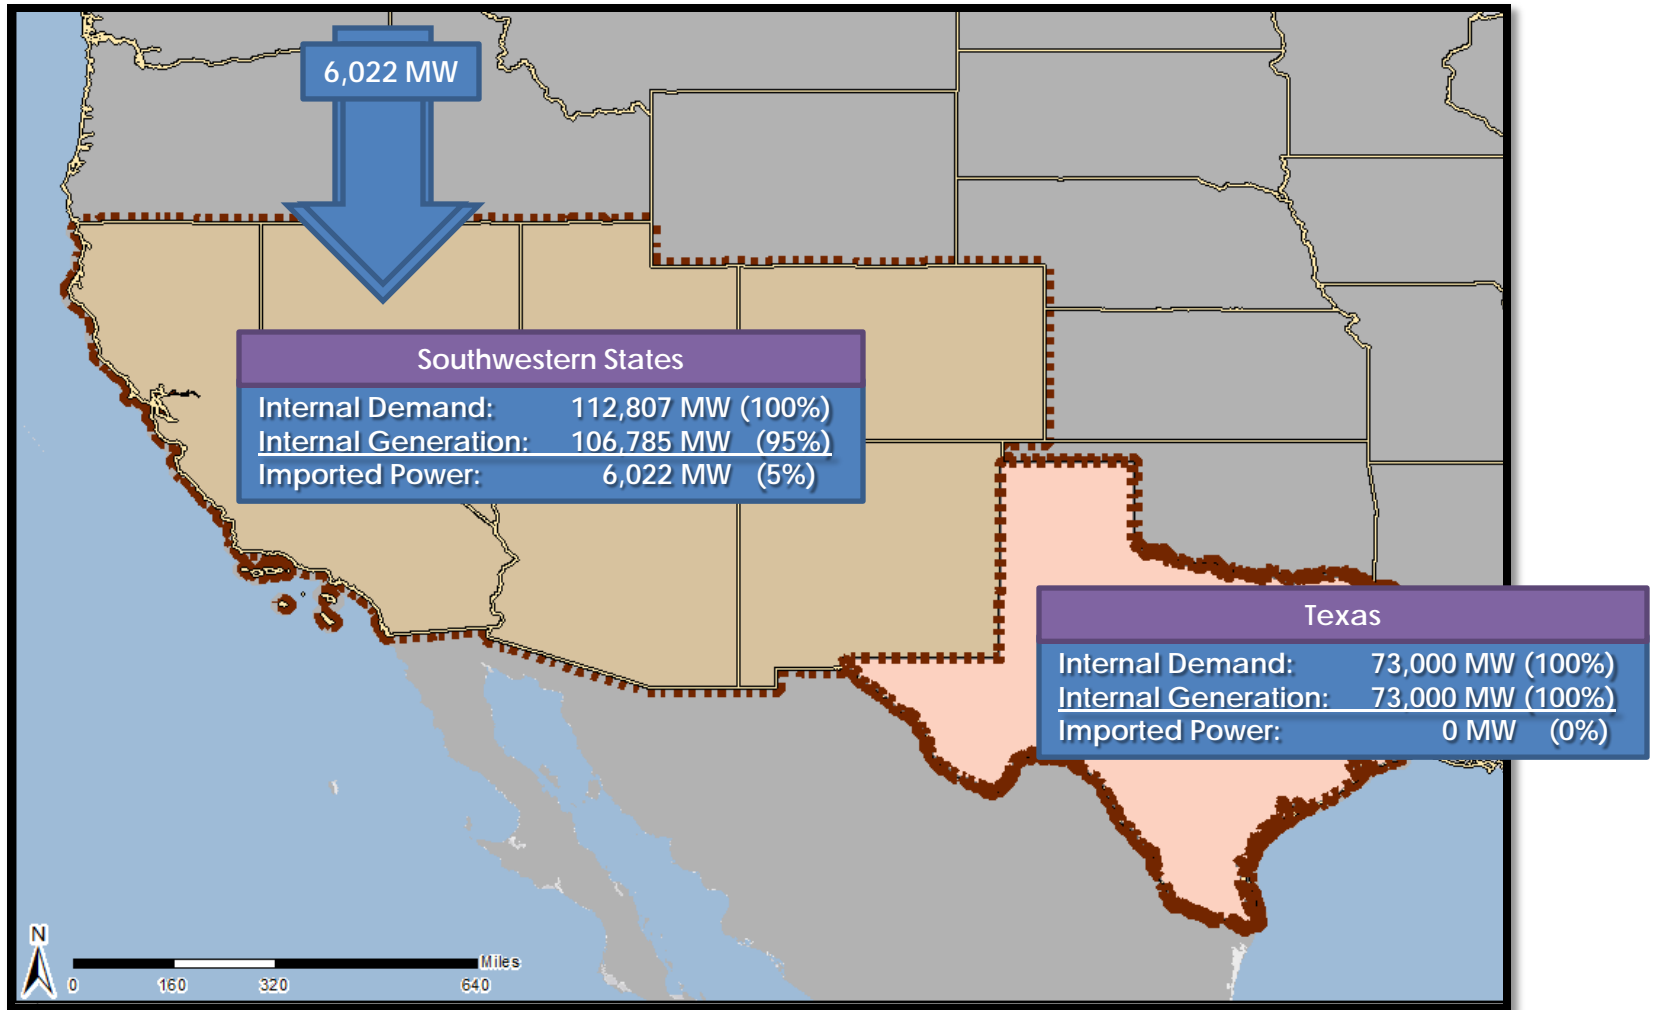 6,022 MW
Southwestern States
Internal Demand: 112,807 MW (100%)
Internal Generation: 106,785 MW (95%)
Imported Power: 6,022 MW (5%)
Texas
Internal Demand: 73,000 MW (100%)
Internal Generation: 73,000 MW (100%)
Imported Power: 0 MW (0%)
N
Miles
0 160 320 640